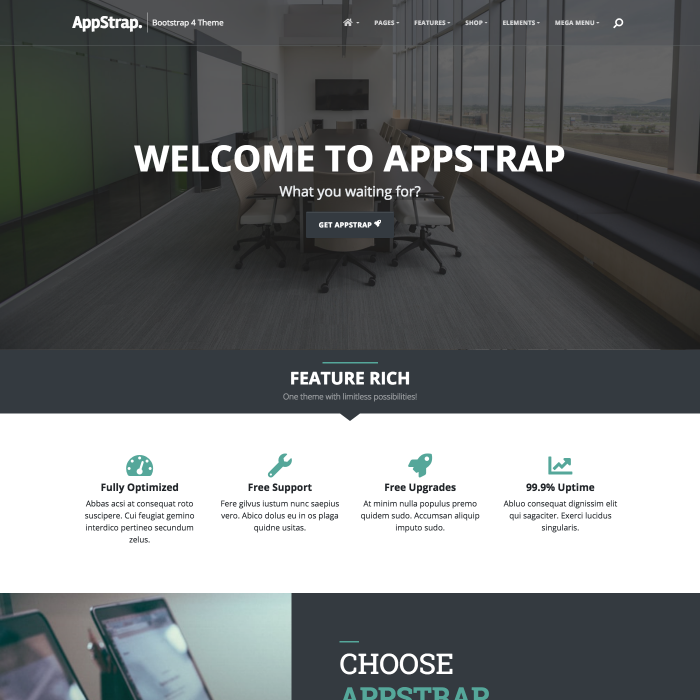 AppStrap. Bootstrap 4 Theme PAGES FEATURES SHOP ELEMENTS MEGA MENU
WELCOME TO APPSTRAP
What you waiting for?
GET APPSTRAP
FEATURE RICH
One theme with limitless possibilities!
Fully Optimized
Abbas acsi at consequat roto
suscipere. Cui feugiat gemino
interdico pertineo secundum
zelus.
Free Support
Fere gilvus iustum nunc saepius
vero. Abico dolus eu in os plaga
quidne usitas.
Free Upgrades
At minim nulla populus premo
quidem sudo. Accumsan aliquip
imputo sudo.
99.9% Uptime
Abluo consequat dignissim elit
qui sagaciter. Exerci lucidus
singularis.
CHOOSE
APPSTRAP